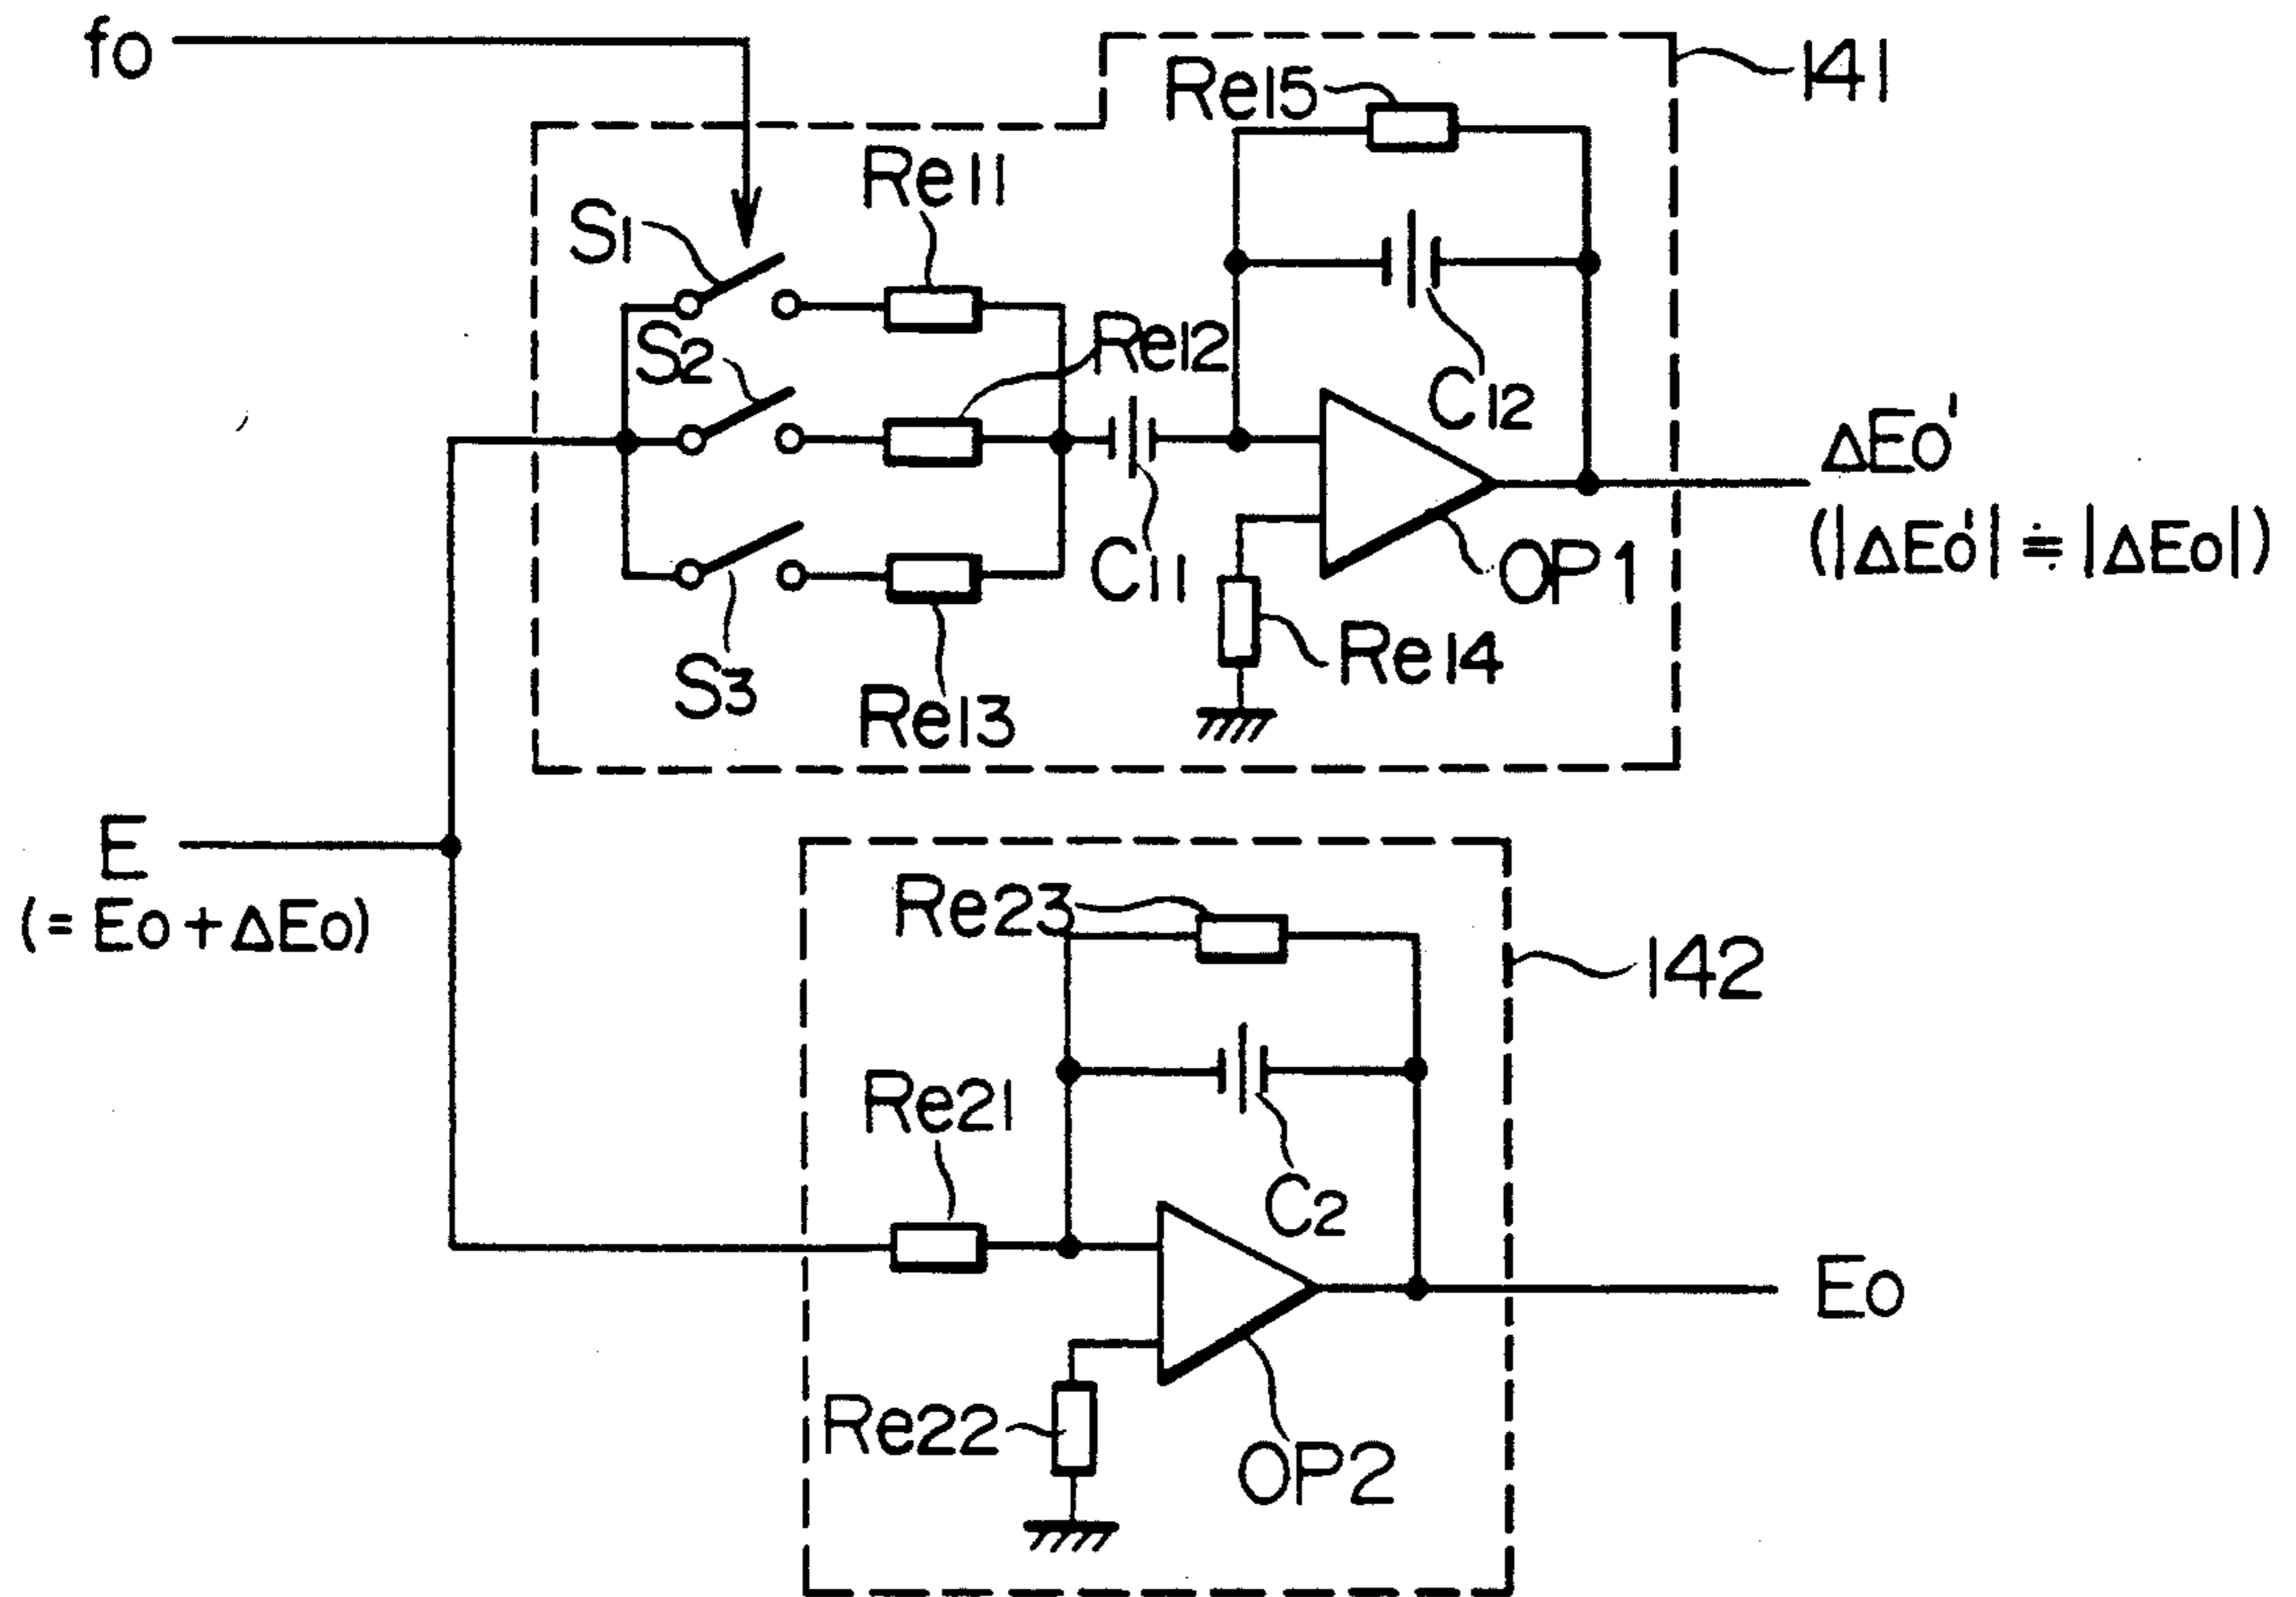 fo
141
Re15
Re11
S1
Re12
S2
C12
ΔEo'
(|ΔEo'|≒|ΔEo|)
C11
OP1
Re14
S3
Re13
E
(=Eo+ΔEo)
Re23
142
Re21
C2
Eo
Re22
OP2